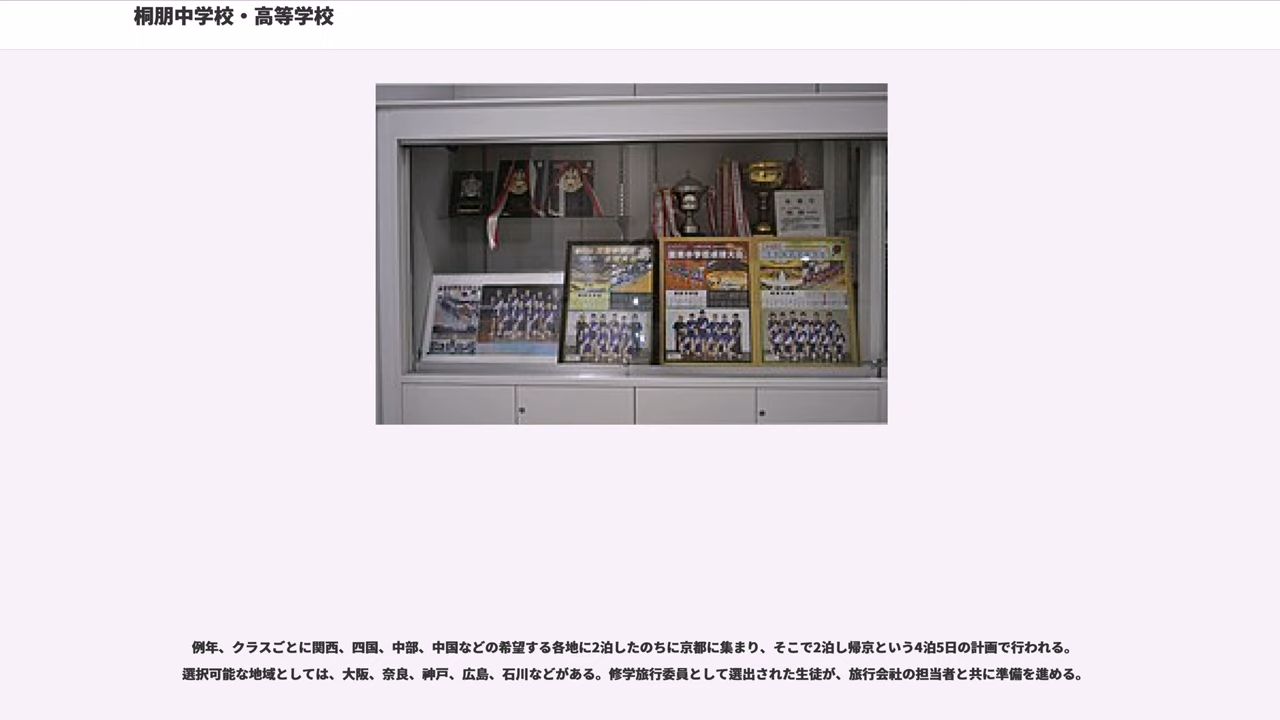 桐朋中学校・高等学校
例年、クラスごとに関西、四国、中部、中国などの希望する各地に2泊したのちに京都に集まり、そこで2泊し帰京という4泊5日の計画で行われる。
選択可能な地域としては、大阪、奈良、神戸、広島、石川などがある。修学旅行委員として選出された生徒が、旅行会社の担当者と共に準備を進める。